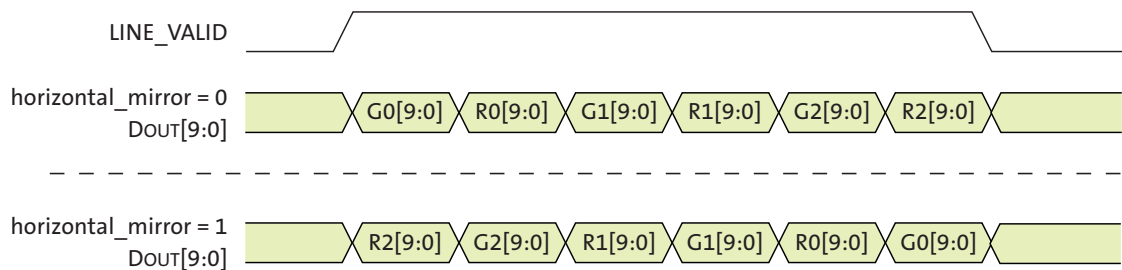 LINE_VALID
horizontal_mirror = 0
DOUT[9:0]
G0[9:0] R0[9:0] G1[9:0] R1[9:0] G2[9:0] R2[9:0]
horizontal_mirror = 1
DOUT[9:0]
R2[9:0] G2[9:0] R1[9:0] G1[9:0] R0[9:0] G0[9:0]